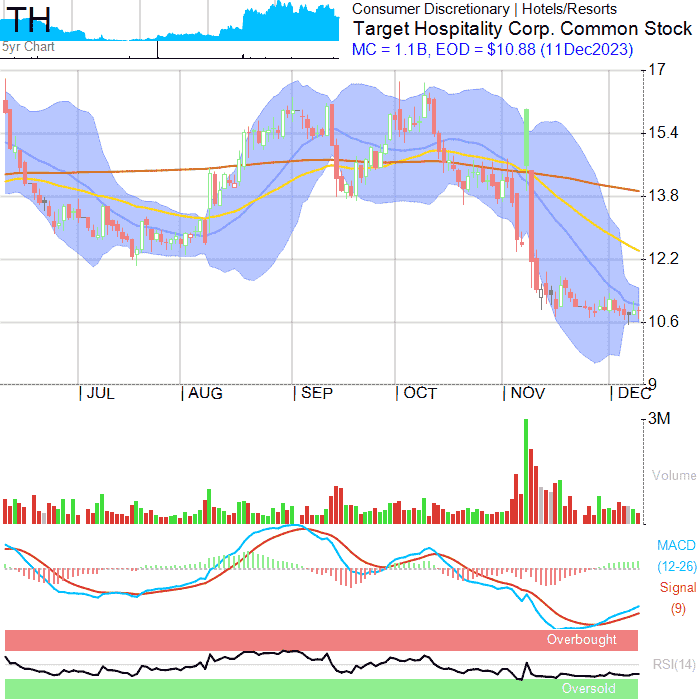 TH
5yr Chart
Consumer Discretionary | Hotels/Resorts
Target Hospitality Corp. Common Stock
MC = 1.1B, EOD = $10.88 (11Dec2023)
17
15.4
13.8
12.2
10.6
9
JUL AUG SEP OCT NOV DEC
3M
Volume
MACD
(12-26)
Signal
(9)
Overbought
RSI(14)
Oversold